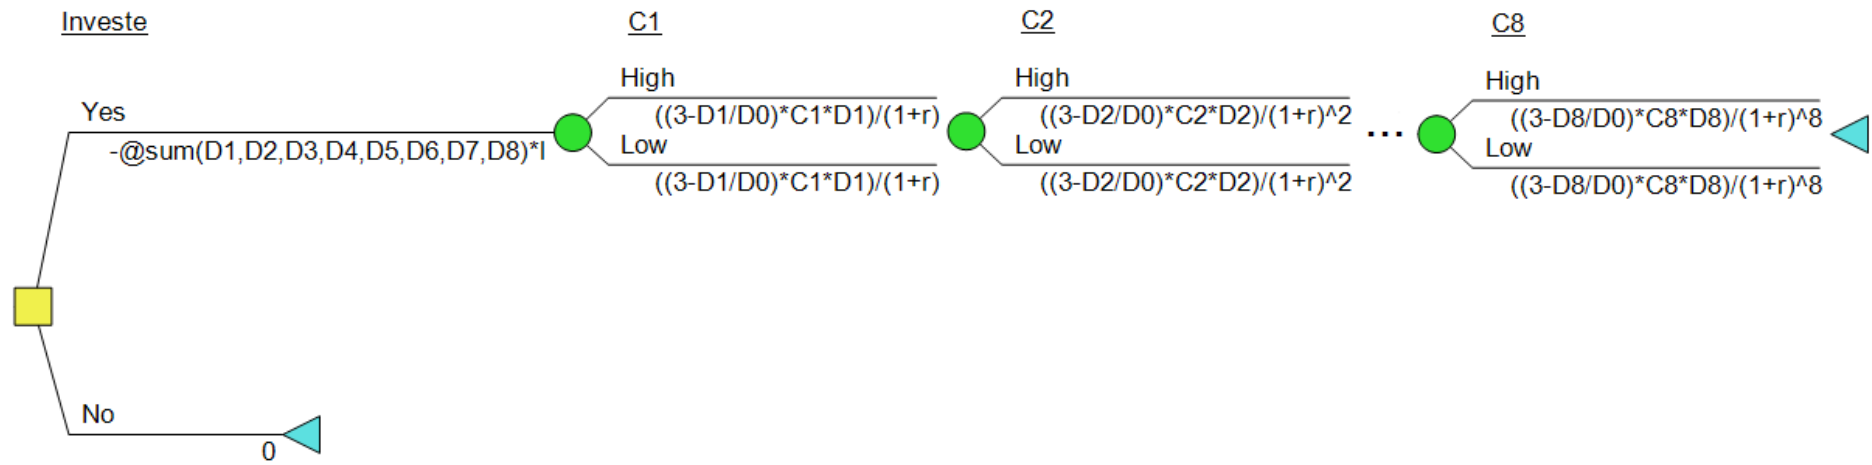 Investe C1 C2 C8
High High High
Yes ((3-D1/D0)*C1*D1)/(1+r) ((3-D2/D0)*C2*D2)/(1+r)^2 ((3-D8/D0)*C8*D8)/(1+r)^8
-@sum(D1,D2,D3,D4,D5,D6,D7,D8)*I Low Low ... Low
((3-D1/D0)*C1*D1)/(1+r) ((3-D2/D0)*C2*D2)/(1+r)^2 ((3-D8/D0)*C8*D8)/(1+r)^8
No
0